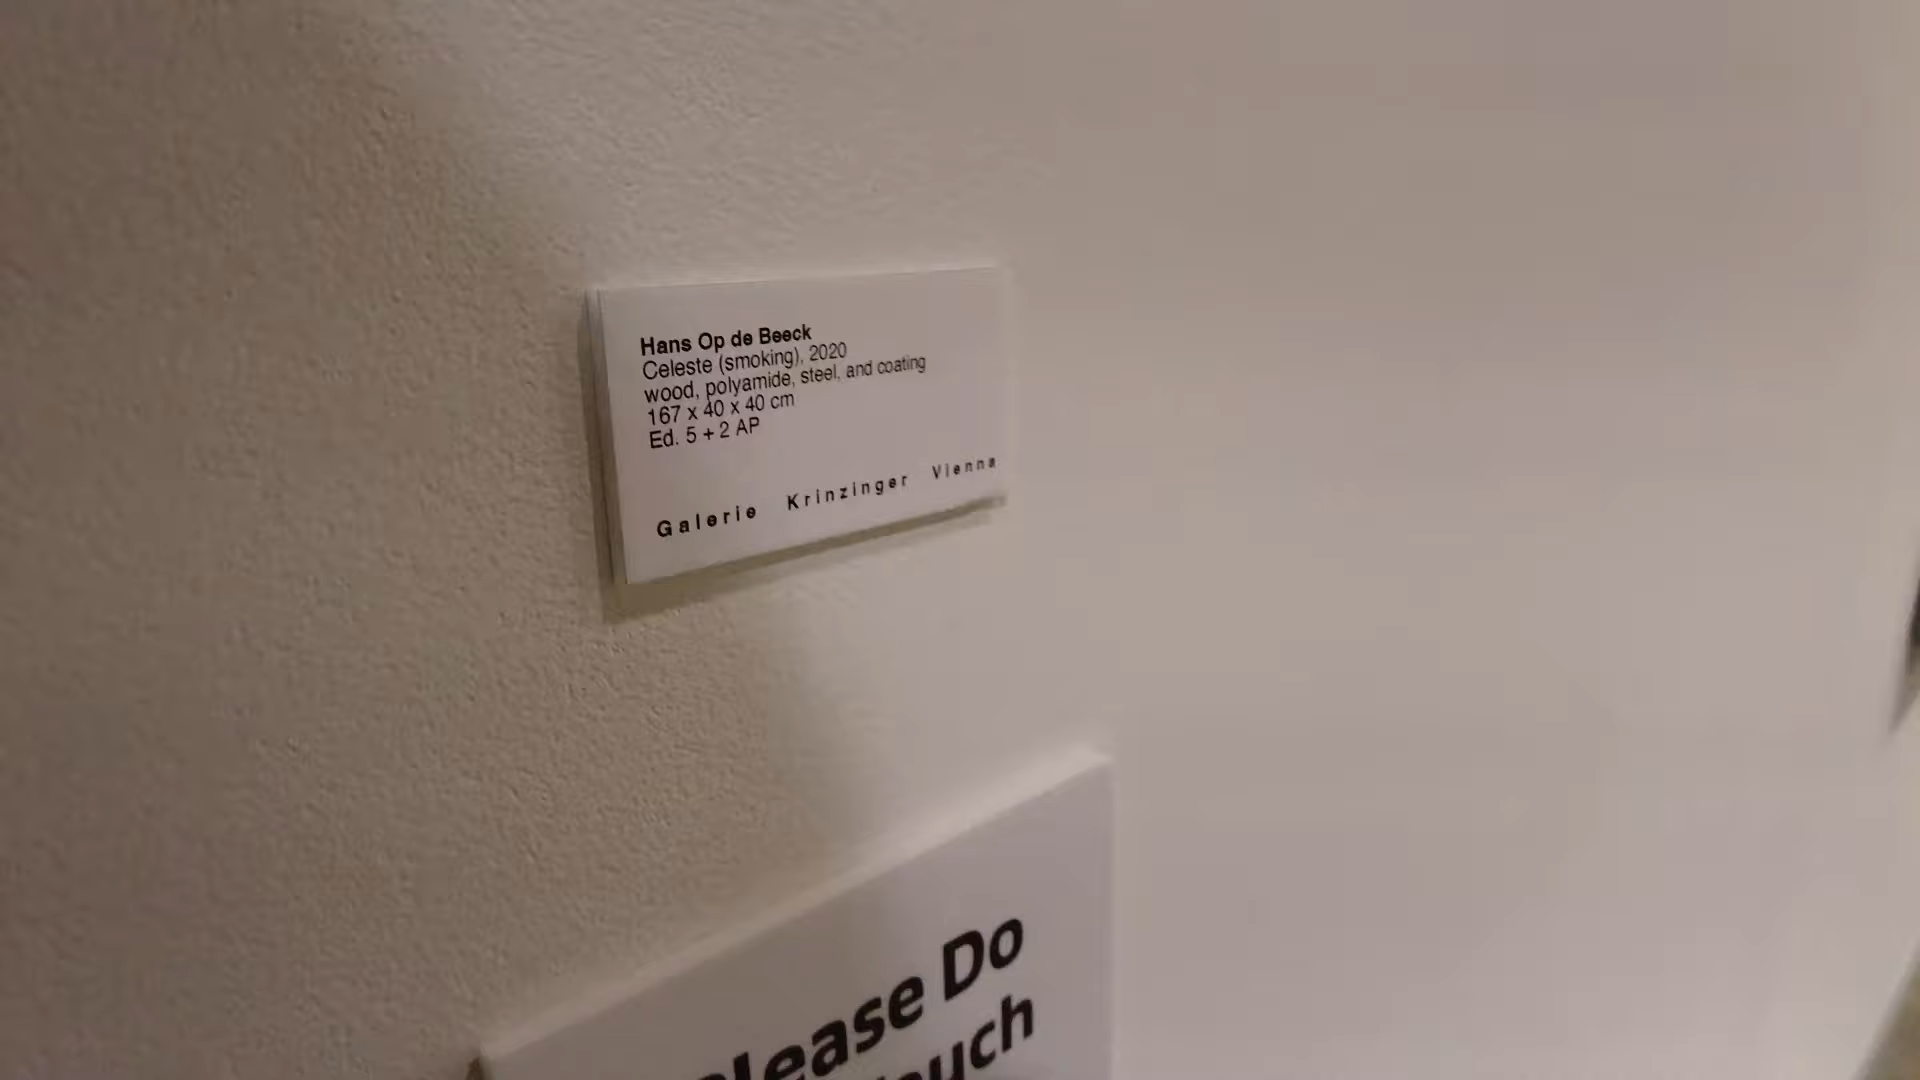 Hans Op de Beeck
Celeste (smoking), 2020
wood, polyamide, steel, and coating
167 x 40 x 40 cm
Ed. 5 + 2 AP
Galerie Krinzinger Vienna
lease Do
ouch